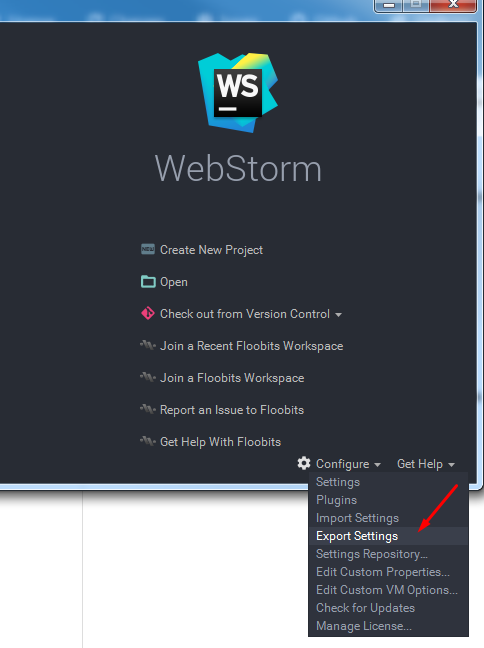 WS
WebStorm
NEW Create New Project
Open
Check out from Version Control
Join a Recent Floobits Workspace
Join a Floobits Workspace
Report an Issue to Floobits
Get Help With Floobits
Configure Get Help
Settings
Plugins
Import Settings
Export Settings
Settings Repository...
Edit Custom Properties...
Edit Custom VM Options...
Check for Updates
Manage License...